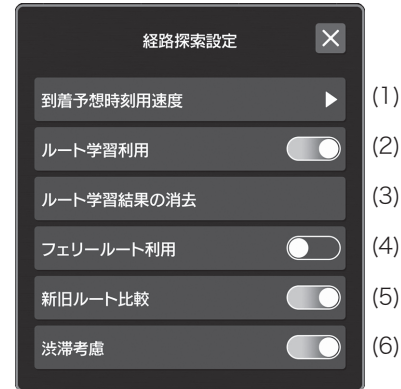 経路探索設定
到着予想時刻用速度 (1)
ルート学習利用 (2)
ルート学習結果の消去 (3)
フェリールート利用 (4)
新旧ルート比較 (5)
渋滞考慮 (6)